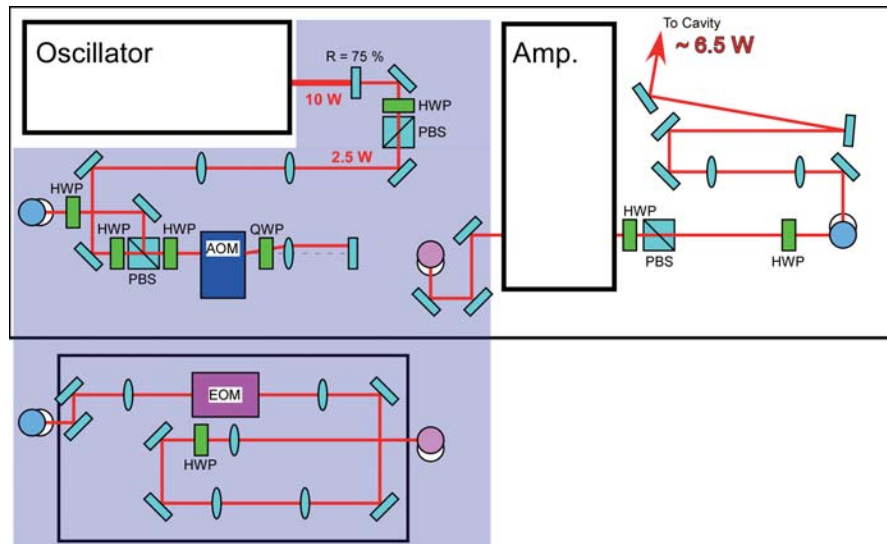 Oscillator
R = 75 %
10 W
HWP
PBS
2.5 W
Amp.
To Cavity
~ 6.5 W
HWP
HWP
HWP
QWP
AOM
PBS
HWP
PBS
HWP
EOM
HWP